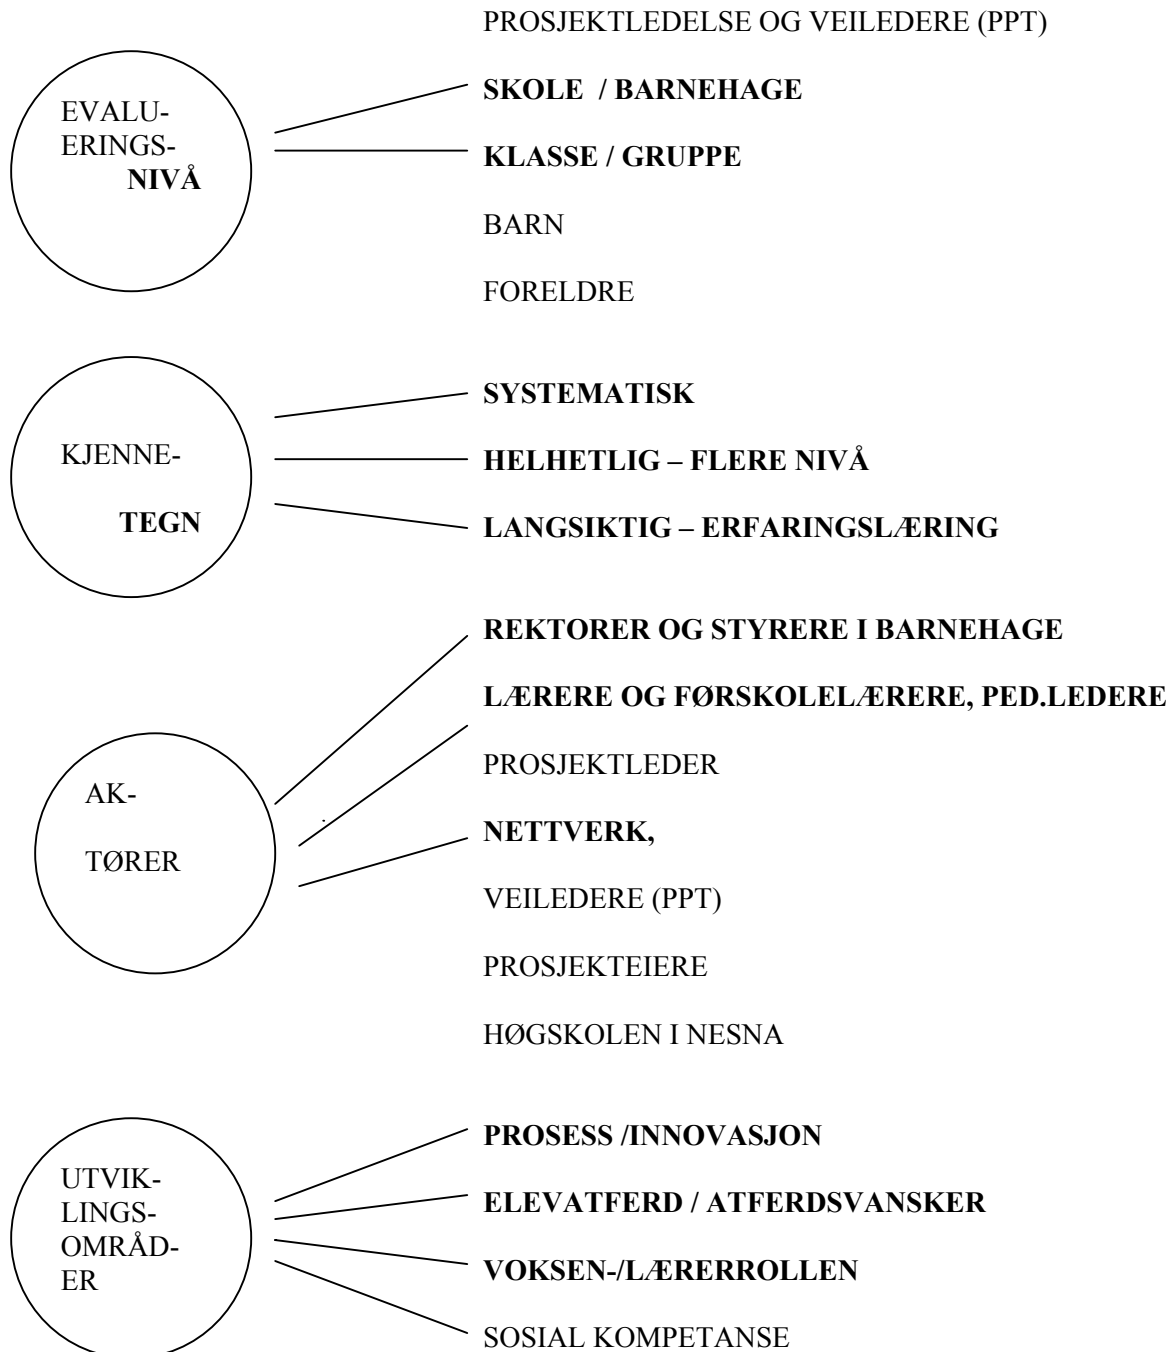 PROSJEKTLEDELSE OG VEILEDERE (PPT)
EVALU-
ERINGS-
NIVÅ
SKOLE / BARNEHAGE
KLASSE / GRUPPE
BARN
FORELDRE
KJENNE-
TEGN
SYSTEMATISK
HELHETLIG – FLERE NIVÅ
LANGSIKTIG – ERFARINGSLÆRING
AK-
TØRER
REKTORER OG STYRERE I BARNEHAGE
LÆRERE OG FØRSKOLELÆRERE, PED.LEDERE
PROSJEKTLEDER
NETTVERK,
VEILEDERE (PPT)
PROSJEKTEIERE
HØGSKOLEN I NESNA
UTVIK-
LINGS-
OMRÅD-
ER
PROSESS /INNOVASJON
ELEVATFERD / ATFERDSVANSKER
VOKSEN-/LÆRERROLLEN
SOSIAL KOMPETANSE